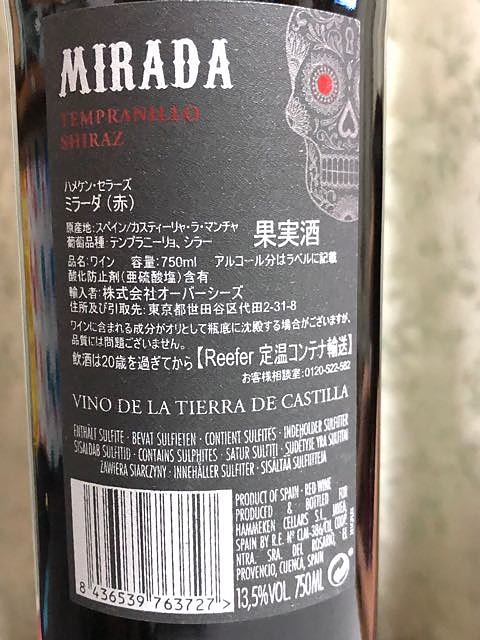 MIRADA
TEMPRANILLO
SHIRAZ
ハメケン・セラーズ
ミラーダ（赤）
原産地：スペイン/カスティーリャ・ラ・マンチャ
葡萄品種：テンプラニーリョ、シラー
果実酒
品名：ワイン 容量：750ml アルコール分はラベルに記載
酸化防止剤（亜硫酸塩）含有
輸入者：株式会社オーバーシーズ
住所及び引取先：東京都世田谷区代田2-31-8
ワインに含まれる成分がオリとして瓶底に沈殿する場合がございますが、
品質には問題ございません。
飲酒は20歳を過ぎてから【Reefer 定温コンテナ輸送】
お客様相談室：0120-522-582
VINO DE LA TIERRA DE CASTILLA
ENTHÄLT SULFITE · BEVAT SULFIETEN · CONTIENT SULFITES · INDEHOLDER SULFITTER
SISALDAB SULFITID · CONTAINS SULPHITES · SATUR SULFITI · SUDĖTYJE YRA SULFITAI
ZAWIERA SIARCZYNY · INNEHÅLLER SULFITER · SISÄLTÄÄ SULFIITTEJA
PRODUCT OF SPAIN · RED WINE
PRODUCED & BOTTLED FOR
HAMMEKEN CELLARS S.L. JÁVEA,
SPAIN BY R.E. Nº CLM-386/CU, COOP.
NTRA. SRA. DEL ROSARIO, EL
PROVENCIO, CUENCA, SPAIN
13,5%VOL. 750ML
8 436539 763727 >